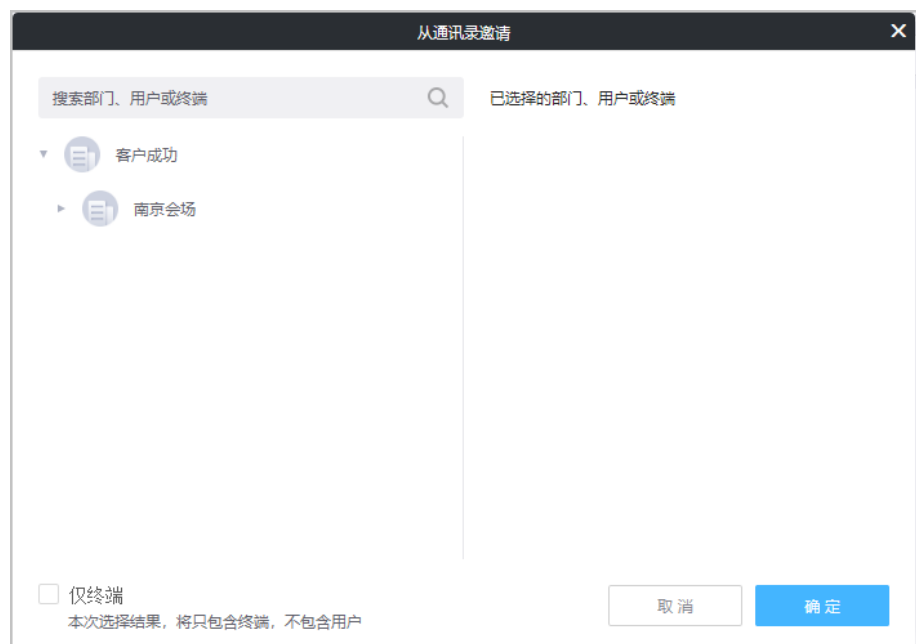 从通讯录邀请
搜索部门、用户或终端
已选择的部门、用户或终端
客户成功
南京会场
仅终端
本次选择结果，将只包含终端，不包含用户
取消
确定